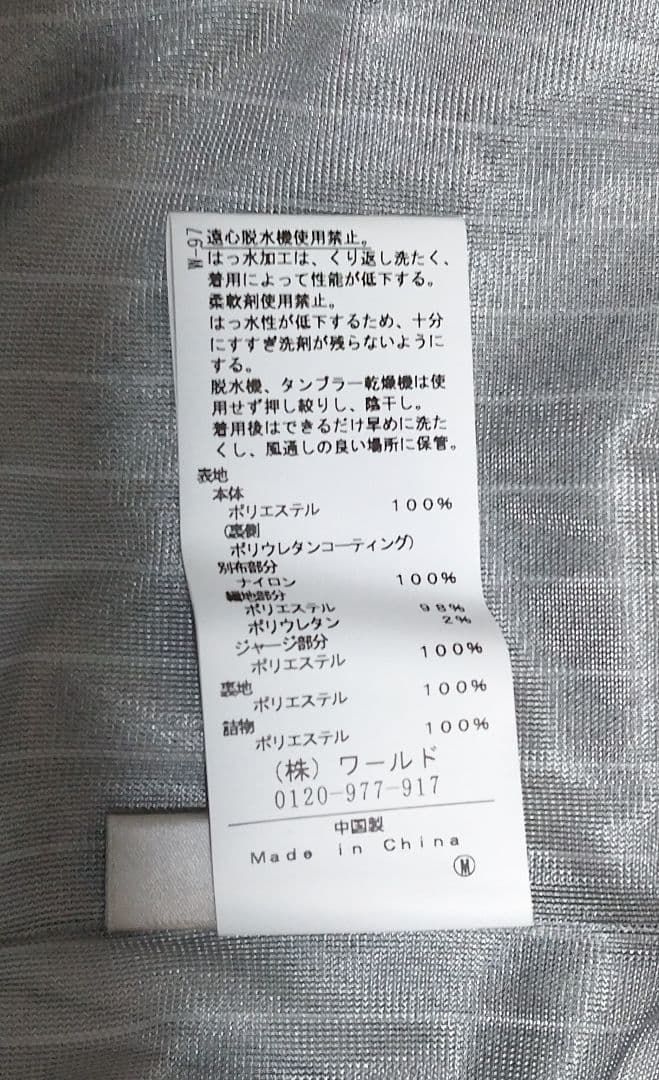 M-97
遠心脱水機使用禁止。
はっ水加工は、くり返し洗たく、
着用によって性能が低下する。
柔軟剤使用禁止。
はっ水性が低下するため、十分
にすすぎ洗剤が残らないように
する。
脱水機、タンブラー乾燥機は使
用せず押し絞りし、陰干し。
着用後はできるだけ早めに洗た
くし、風通しの良い場所に保管。
表地
本体
ポリエステル 100%
(裏側
ポリウレタンコーティング)
別布部分
ナイロン 100%
編地部分
ポリエステル 98%
ポリウレタン 2%
ジャージ部分
ポリエステル 100%
裏地
ポリエステル 100%
詰物
ポリエステル 100%
(株) ワールド
0120-977-917
中国製
Made in China
M